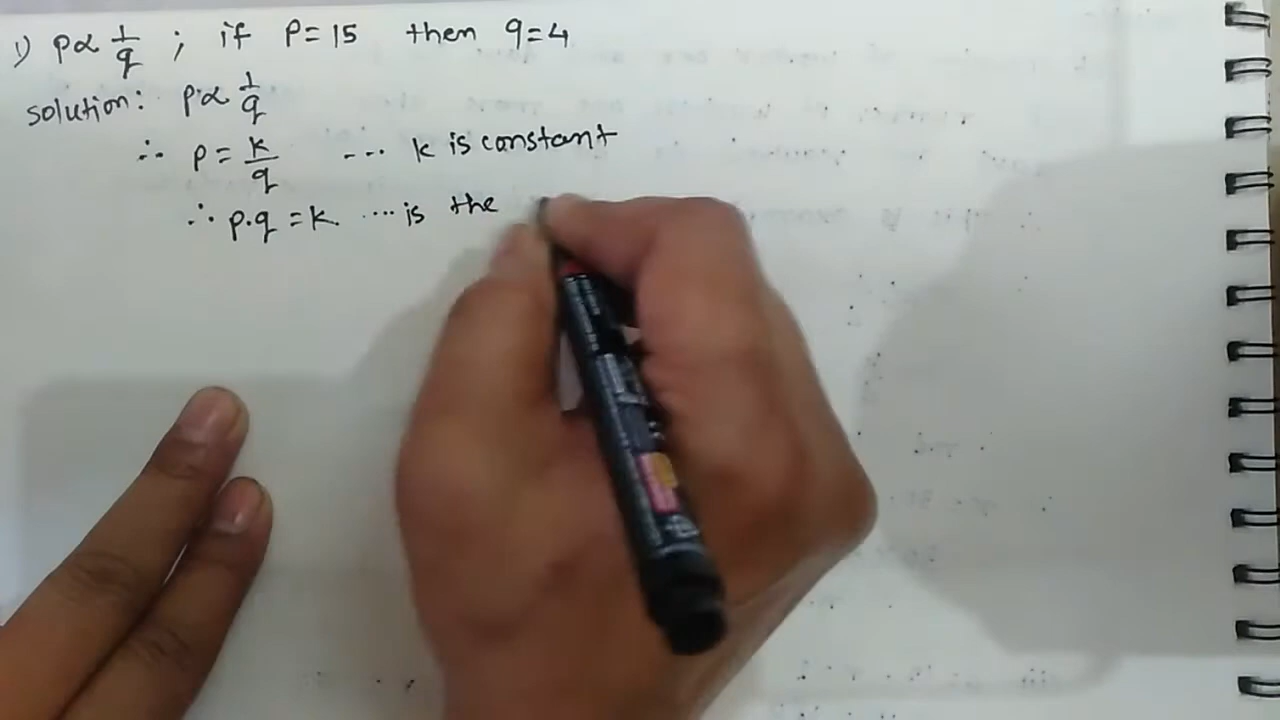 1) p∝ 1/q ; if P=15 then q=4
solution: p∝ 1/q
∴ p = k/q --- k is constant
∴ p.q = k. ... is the